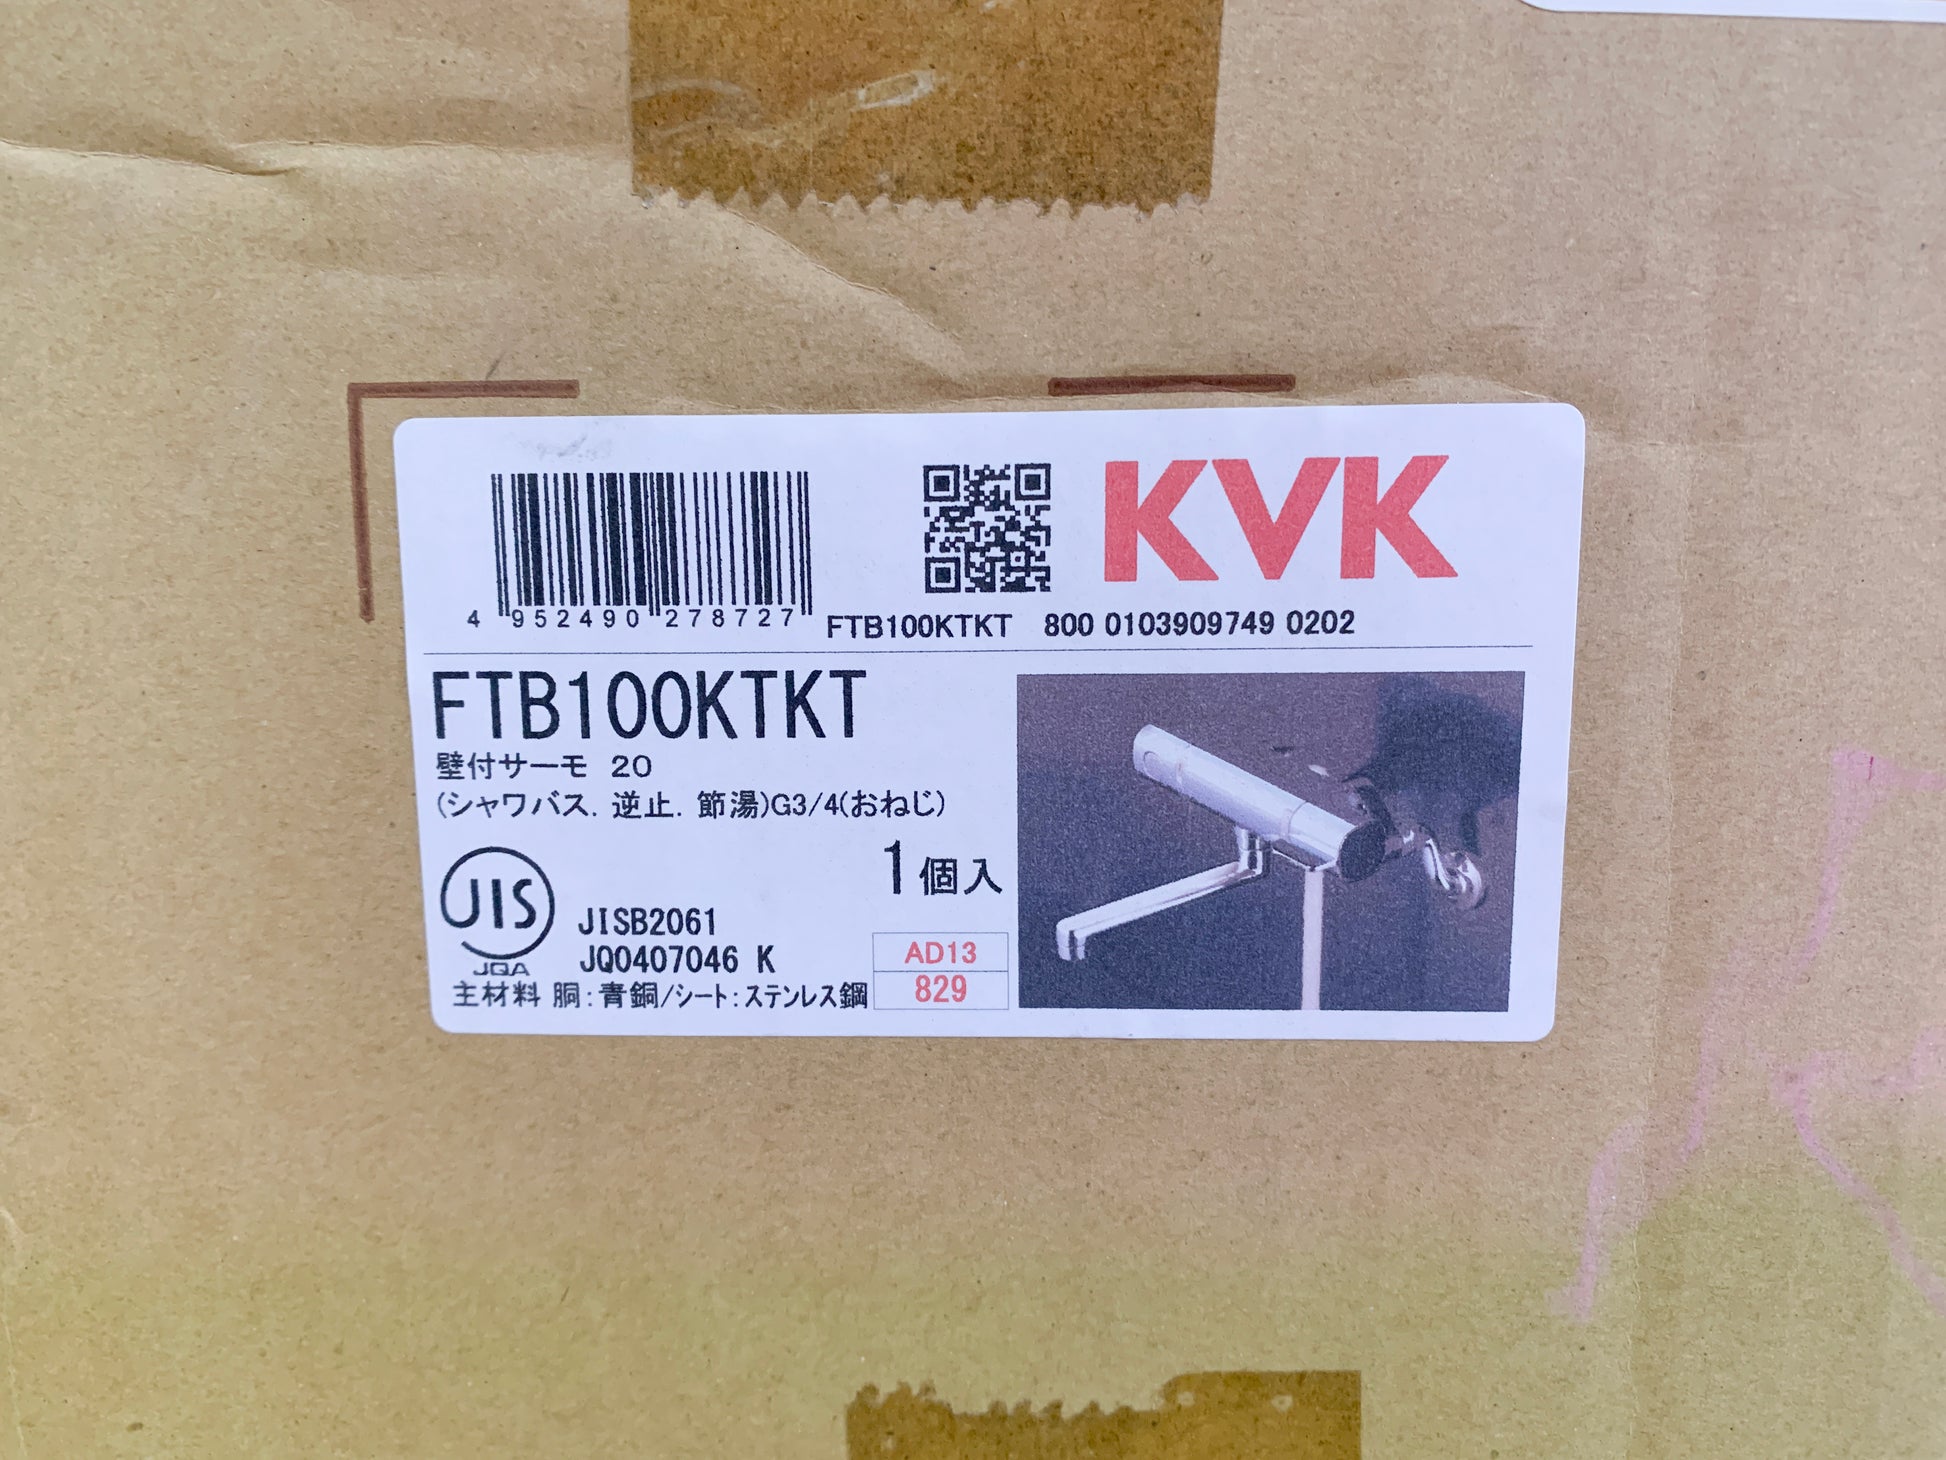 KVK
4 952490 278727
FTB100KTKT 800 0103909749 0202
FTB100KTKT
壁付サーモ 20
(シャワバス. 逆止. 節湯)G3/4(おねじ)
1個入
JIS
JQA
JISB2061
JQ0407046 K
AD13
829
主材料 胴:青銅/シート:ステンレス鋼